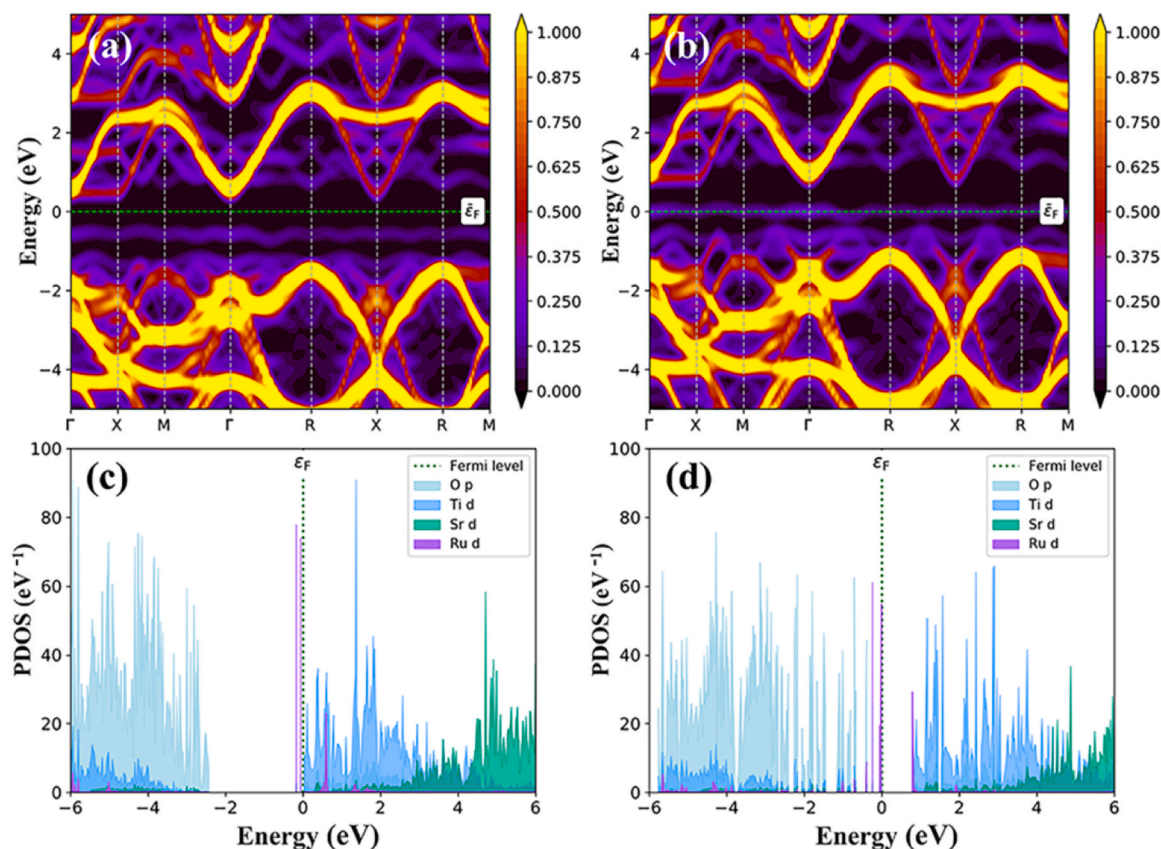 (a)
Energy (eV)
4
2
0
−2
−4
Γ
X
M
Γ
R
X
R
M
ε̄F
1.000
0.875
0.750
0.625
0.500
0.375
0.250
0.125
0.000
(b)
Energy (eV)
4
2
0
−2
−4
Γ
X
M
Γ
R
X
R
M
ε̄F
1.000
0.875
0.750
0.625
0.500
0.375
0.250
0.125
0.000
(c)
εF
PDOS (eV⁻¹)
100
80
60
40
20
0
−6
−4
−2
0
2
4
6
Energy (eV)
Fermi level
O p
Ti d
Sr d
Ru d
(d)
εF
PDOS (eV⁻¹)
100
80
60
40
20
0
−6
−4
−2
0
2
4
6
Energy (eV)
Fermi level
O p
Ti d
Sr d
Ru d